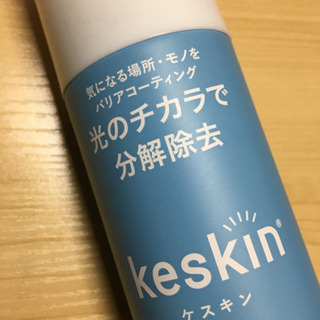 気になる場所・モノを
バリアコーティング
光のチカラで
分解除去
keskin®
ケスキン